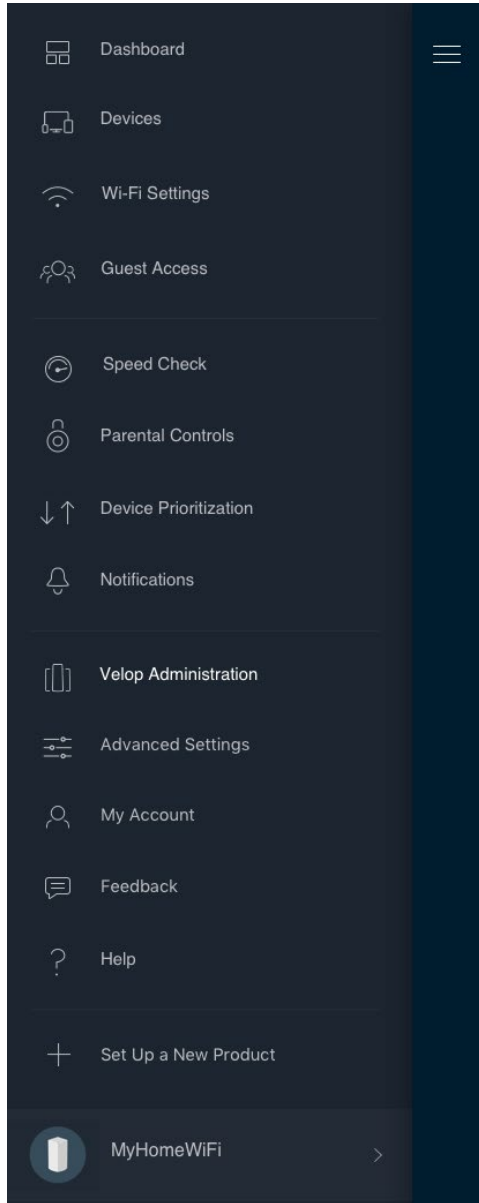 Dashboard
Devices
Wi-Fi Settings
Guest Access
Speed Check
Parental Controls
Device Prioritization
Notifications
Velop Administration
Advanced Settings
My Account
Feedback
Help
Set Up a New Product
MyHomeWiFi